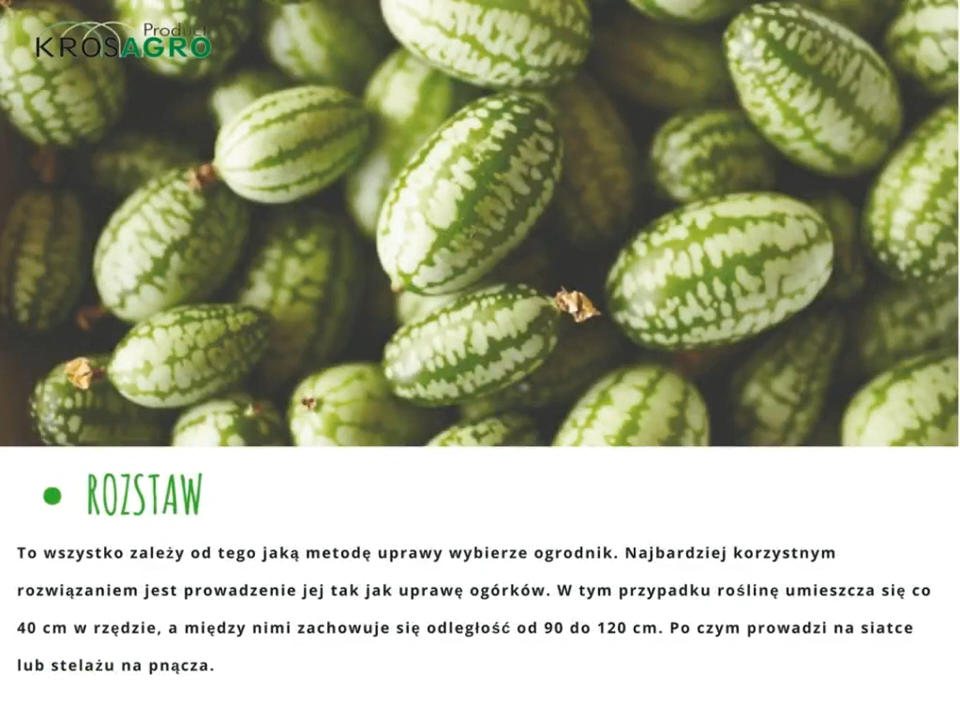 Product
KROSAGRO
ROZSTAW
To wszystko zależy od tego jaką metodę uprawy wybierze ogrodnik. Najbardziej korzystnym
rozwiązaniem jest prowadzenie jej tak jak uprawę ogórków. W tym przypadku roślinę umieszcza się co
40 cm w rzędzie, a między nimi zachowuje się odległość od 90 do 120 cm. Po czym prowadzi na siatce
lub stelażu na pnącza.